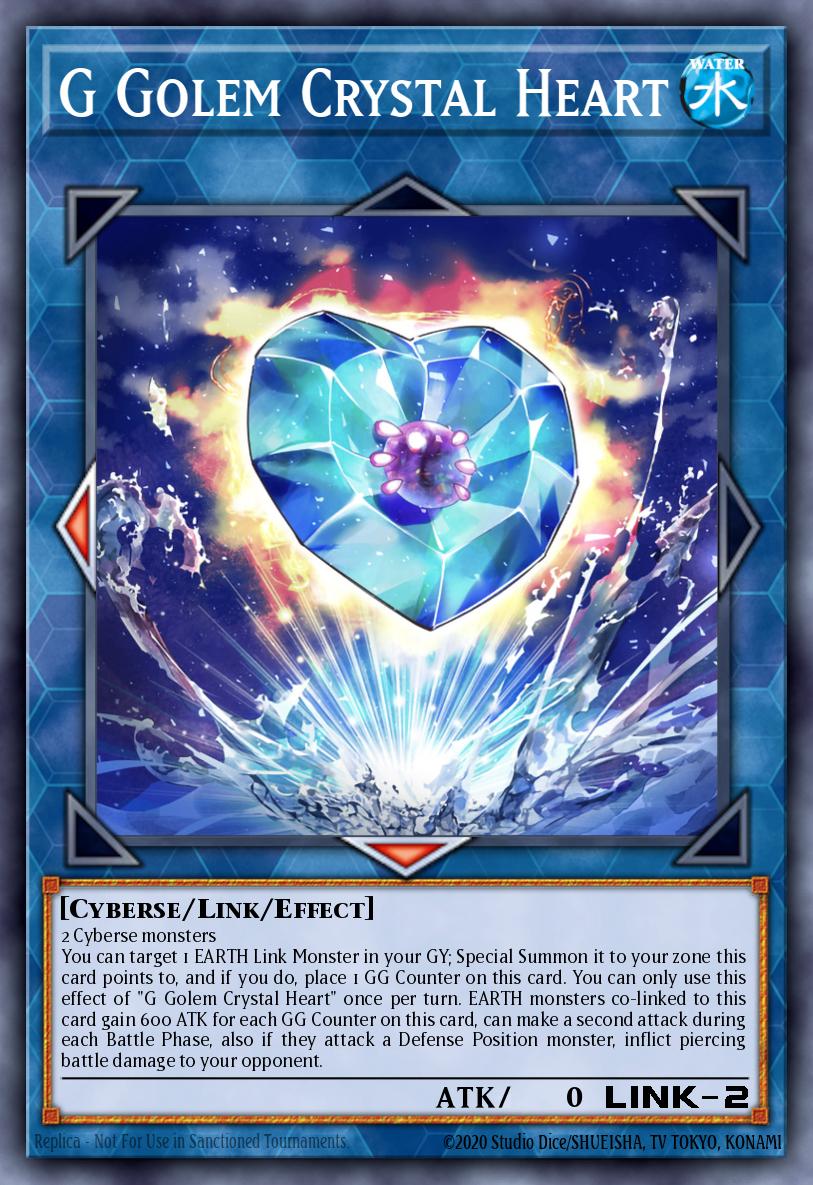 G Golem Crystal Heart
WATER
水
[Cyberse/Link/Effect]
2 Cyberse monsters
You can target 1 EARTH Link Monster in your GY; Special Summon it to your zone this
card points to, and if you do, place 1 GG Counter on this card. You can only use this
effect of "G Golem Crystal Heart" once per turn. EARTH monsters co-linked to this
card gain 600 ATK for each GG Counter on this card, can make a second attack during
each Battle Phase, also if they attack a Defense Position monster, inflict piercing
battle damage to your opponent.
ATK/ 0 LINK-2
Replica - Not For Use in Sanctioned Tournaments.
©2020 Studio Dice/SHUEISHA, TV TOKYO, KONAMI